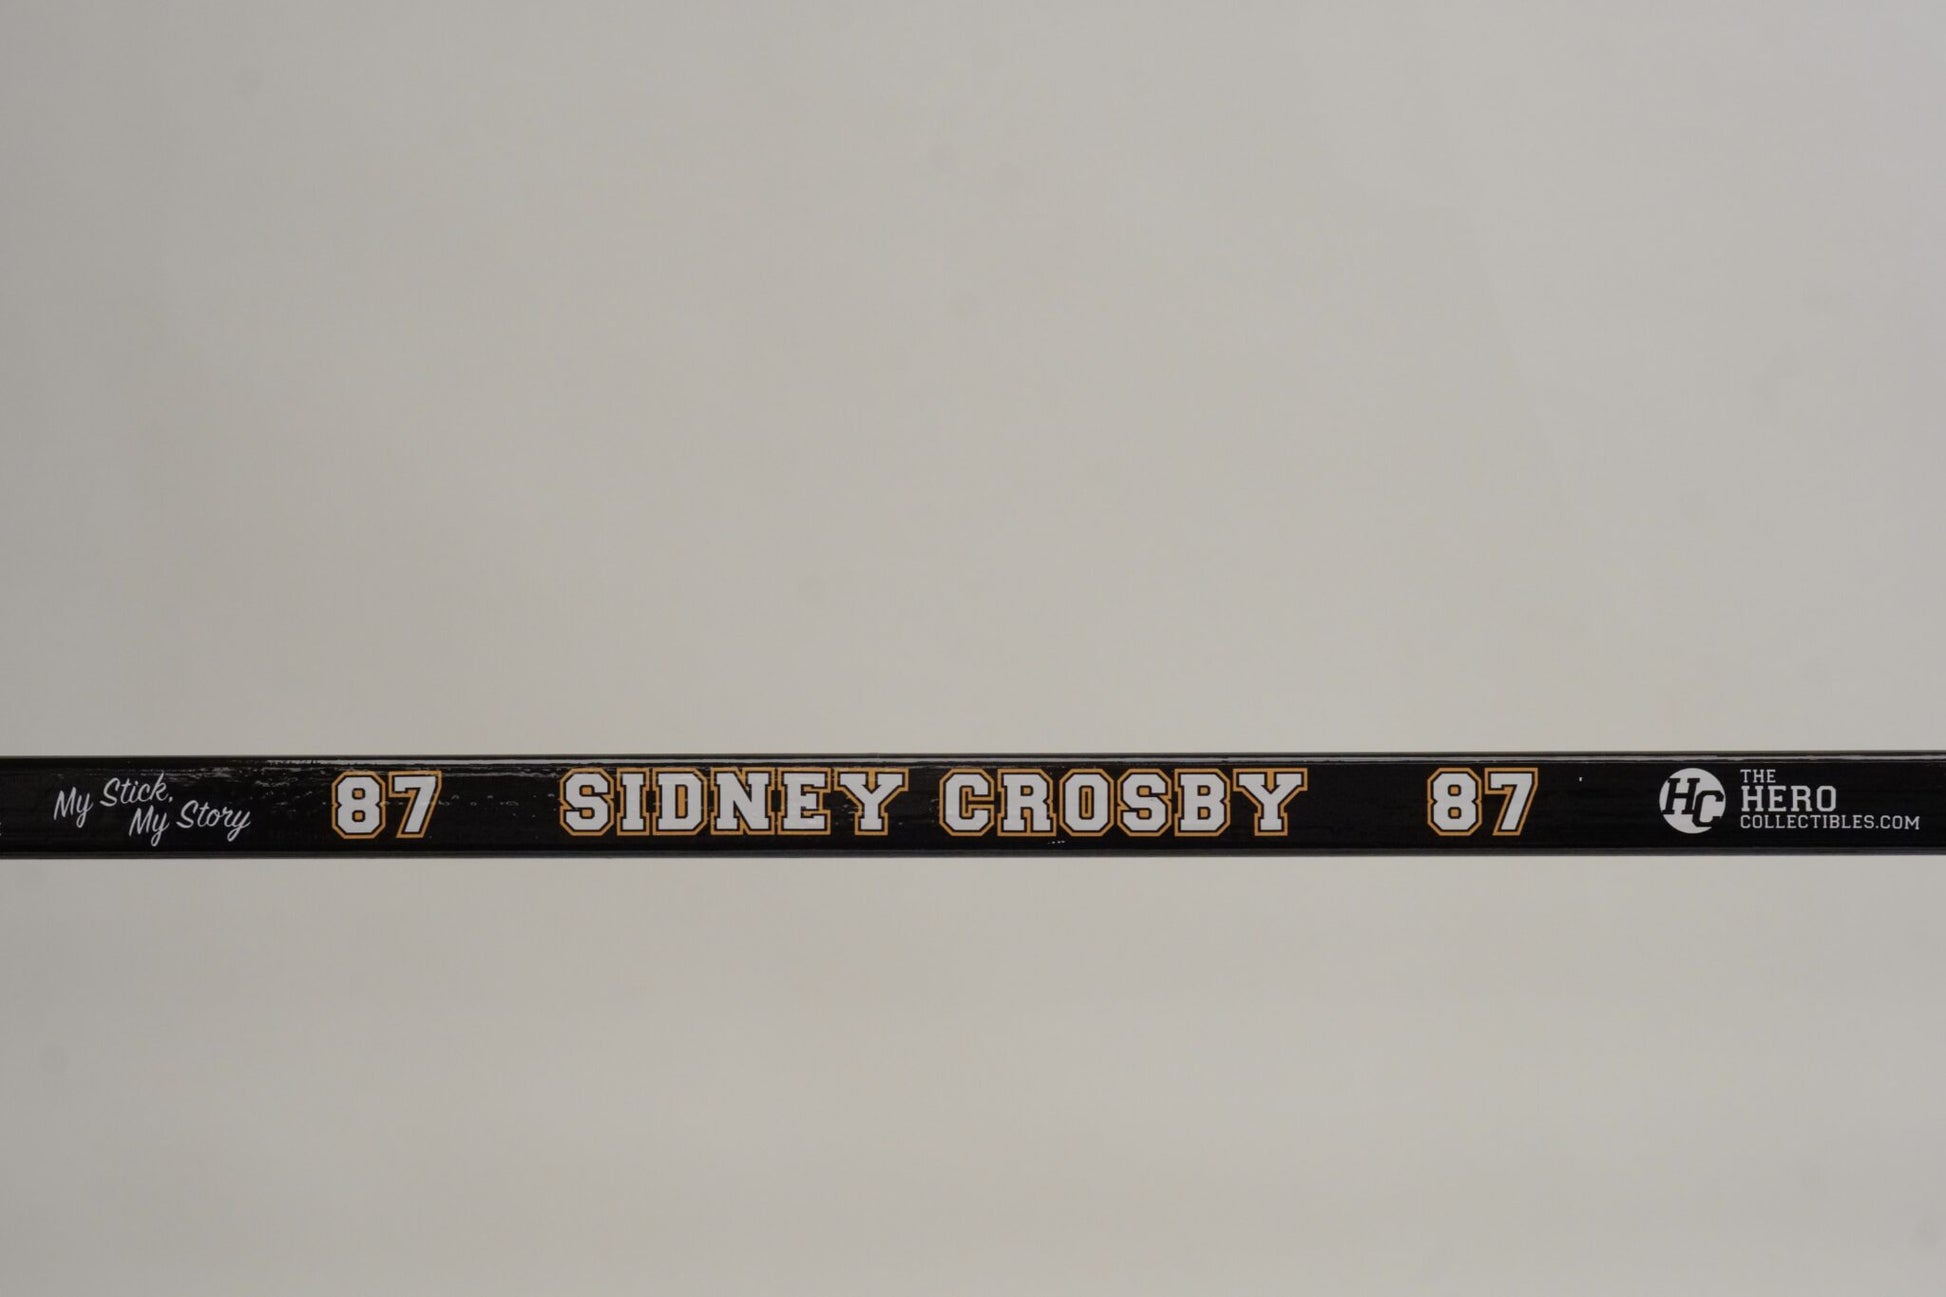 My Stick,
My Story
87
SIDNEY CROSBY
87
HC
THE
HERO
COLLECTIBLES.COM